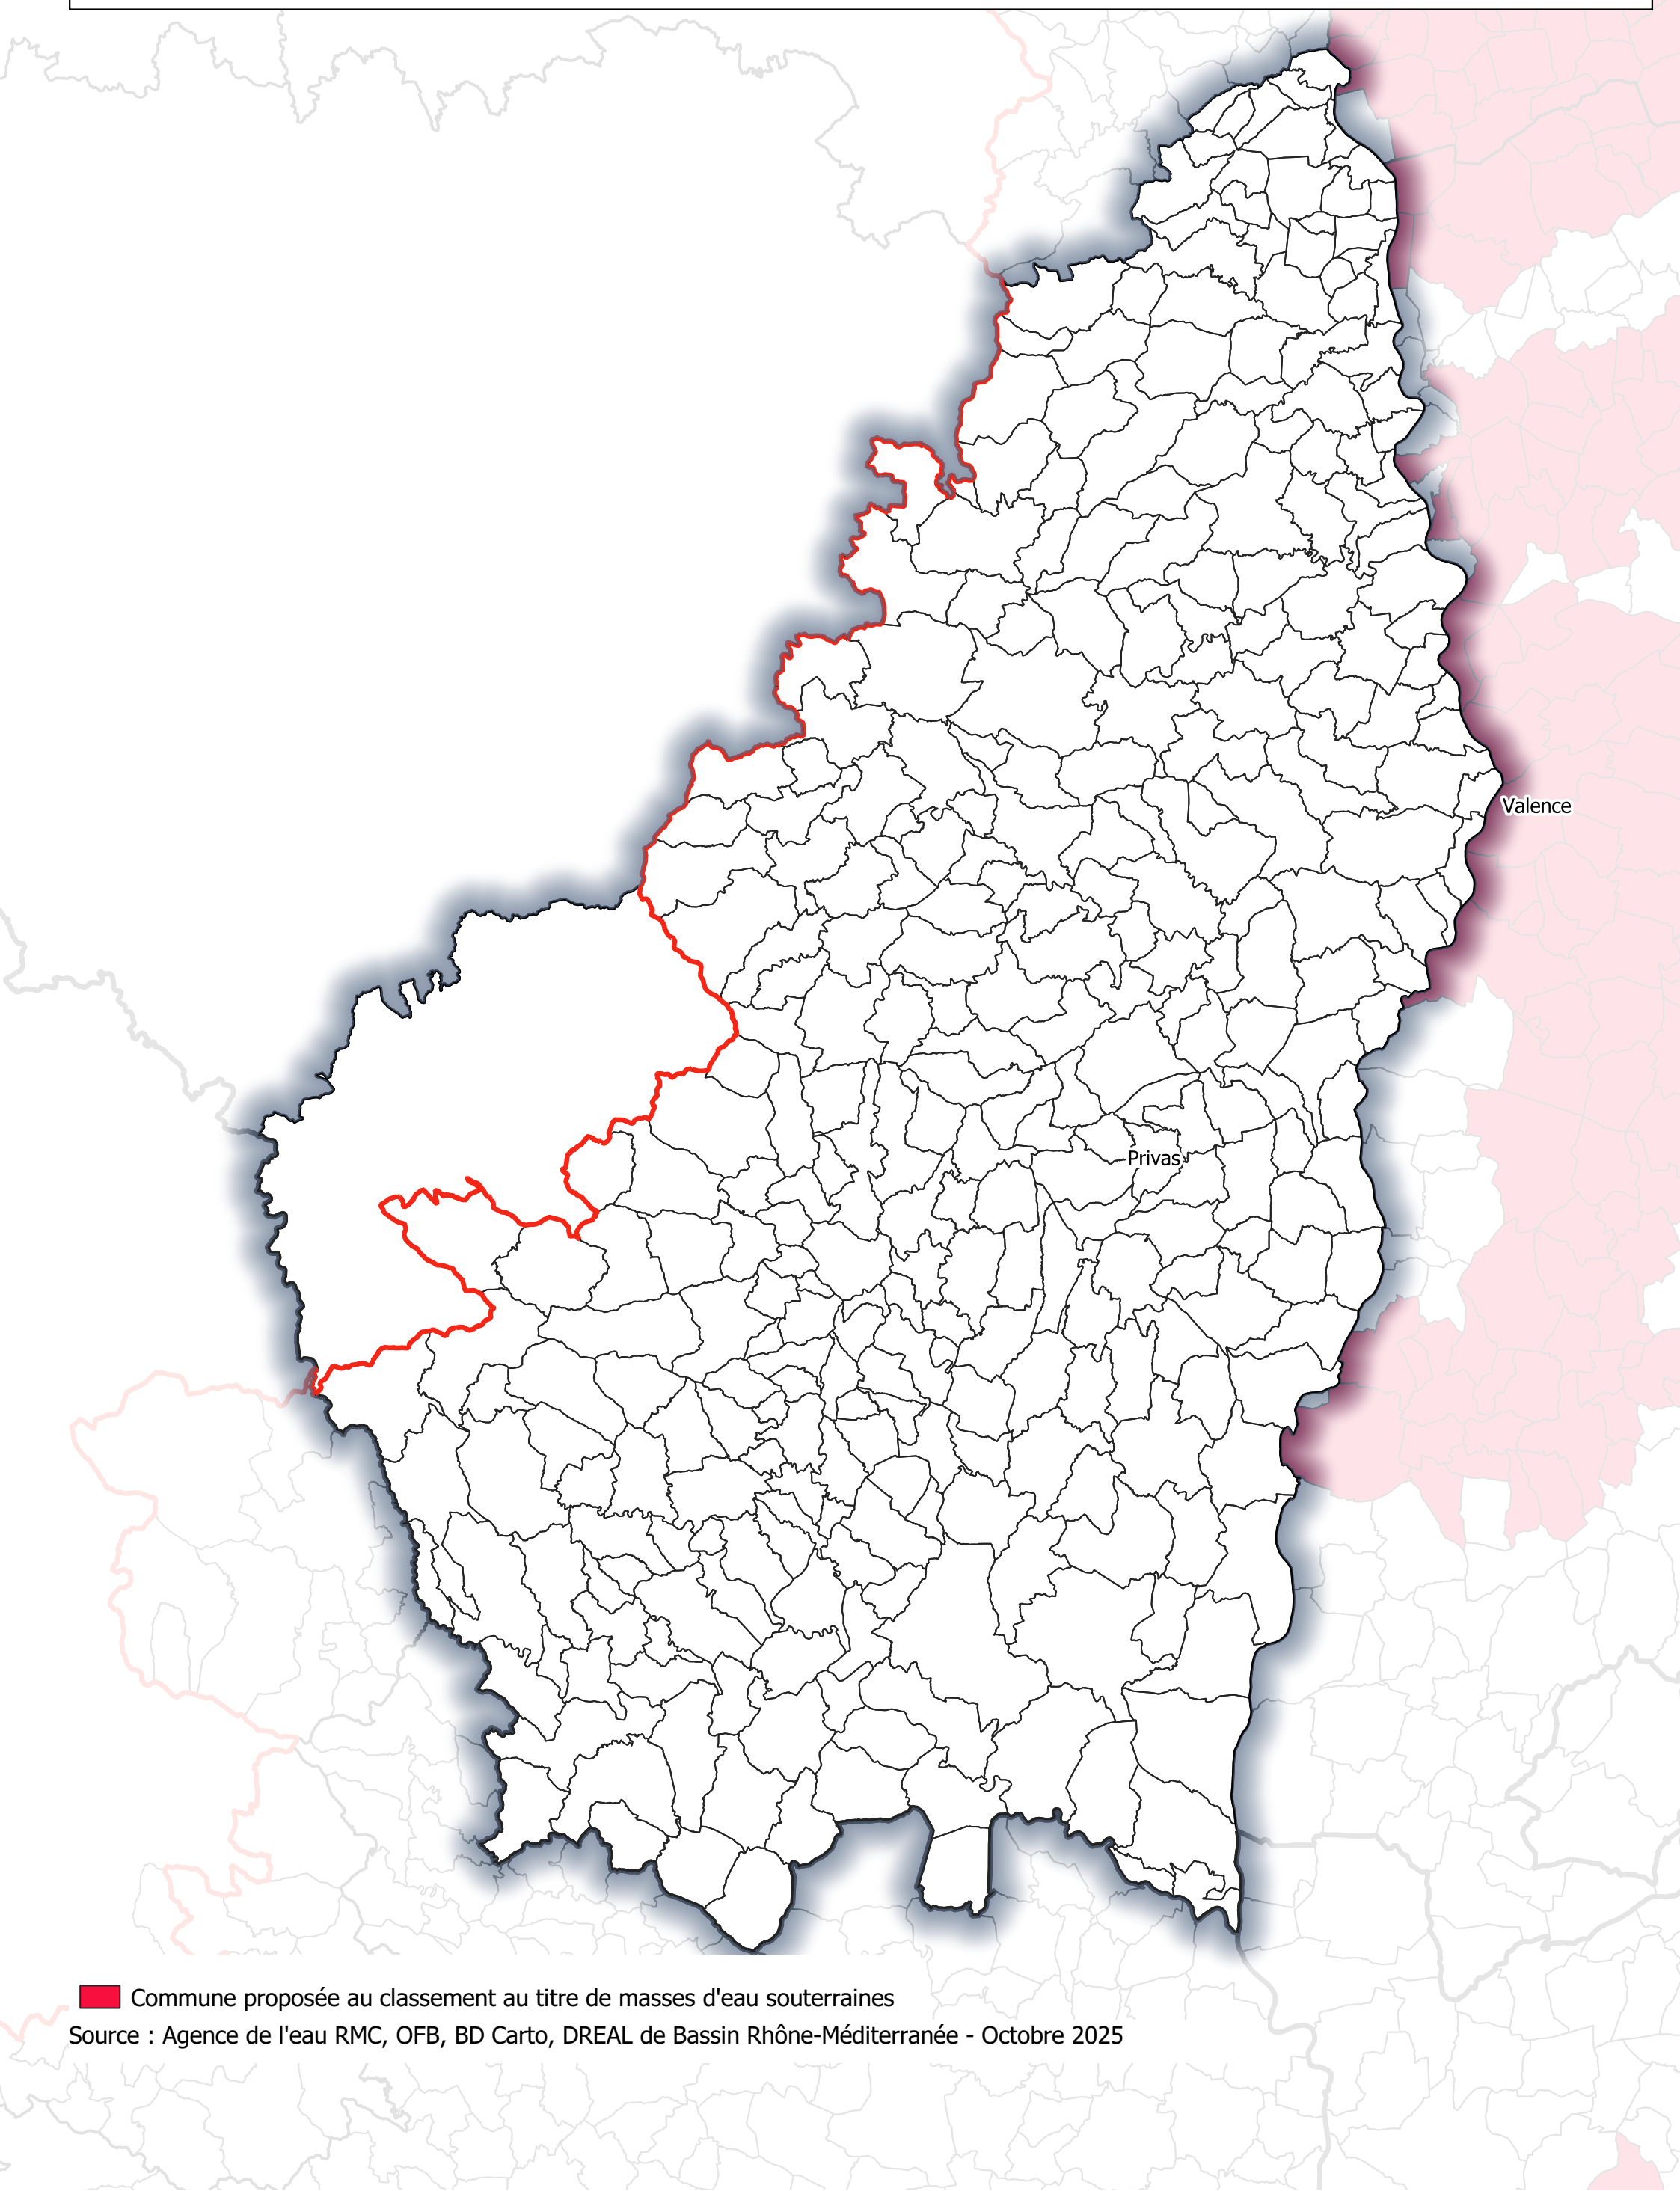 Valence
Privas
Commune proposée au classement au titre de masses d'eau souterraines
Source : Agence de l'eau RMC, OFB, BD Carto, DREAL de Bassin Rhône-Méditerranée - Octobre 2025